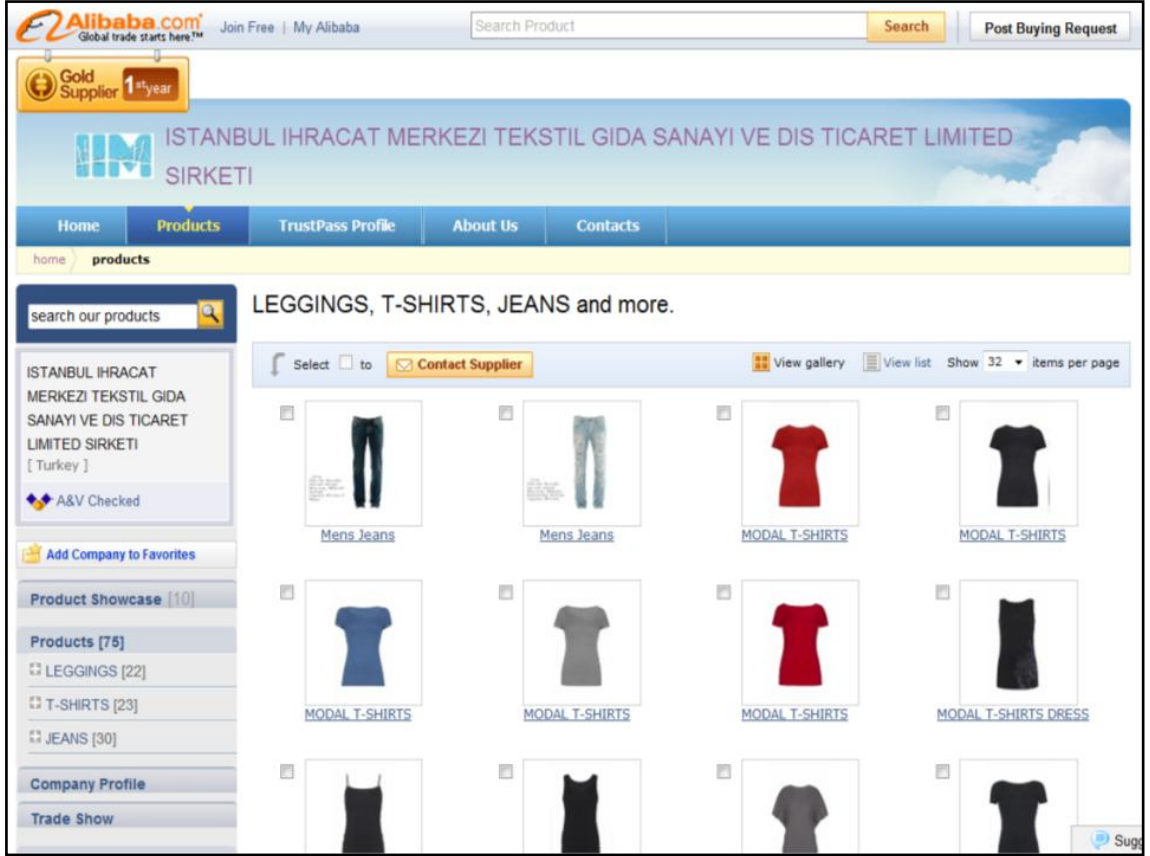 Alibaba.com
Global trade starts here.™
Join Free | My Alibaba
Search Product
Search
Post Buying Request
Gold Supplier
1st year
IIM
ISTANBUL IHRACAT MERKEZI TEKSTIL GIDA SANAYI VE DIS TICARET LIMITED
SIRKETI
Home
Products
TrustPass Profile
About Us
Contacts
home
products
search our products
ISTANBUL IHRACAT
MERKEZI TEKSTIL GIDA
SANAYI VE DIS TICARET
LIMITED SIRKETI
[ Turkey ]
A&V Checked
Add Company to Favorites
Product Showcase [10]
Products [75]
LEGGINGS [22]
T-SHIRTS [23]
JEANS [30]
Company Profile
Trade Show
LEGGINGS, T-SHIRTS, JEANS and more.
Select to
Contact Supplier
View gallery
View list
Show 32 items per page
Mens Jeans
Mens Jeans
MODAL T-SHIRTS
MODAL T-SHIRTS
MODAL T-SHIRTS
MODAL T-SHIRTS
MODAL T-SHIRTS
MODAL T-SHIRTS DRESS